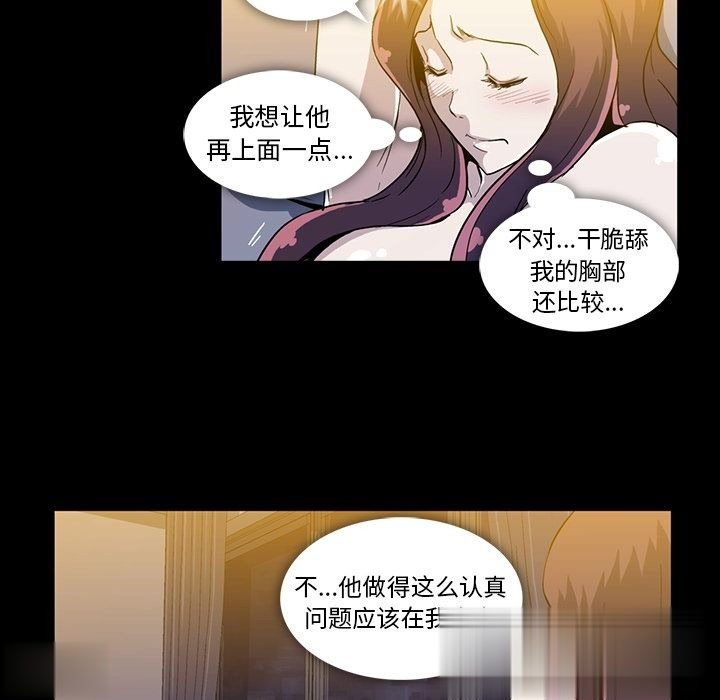 我想让他
再上面一点...
不对...干脆舔
我的胸部
还比较...
不...他做得这么认真
问题应该在我